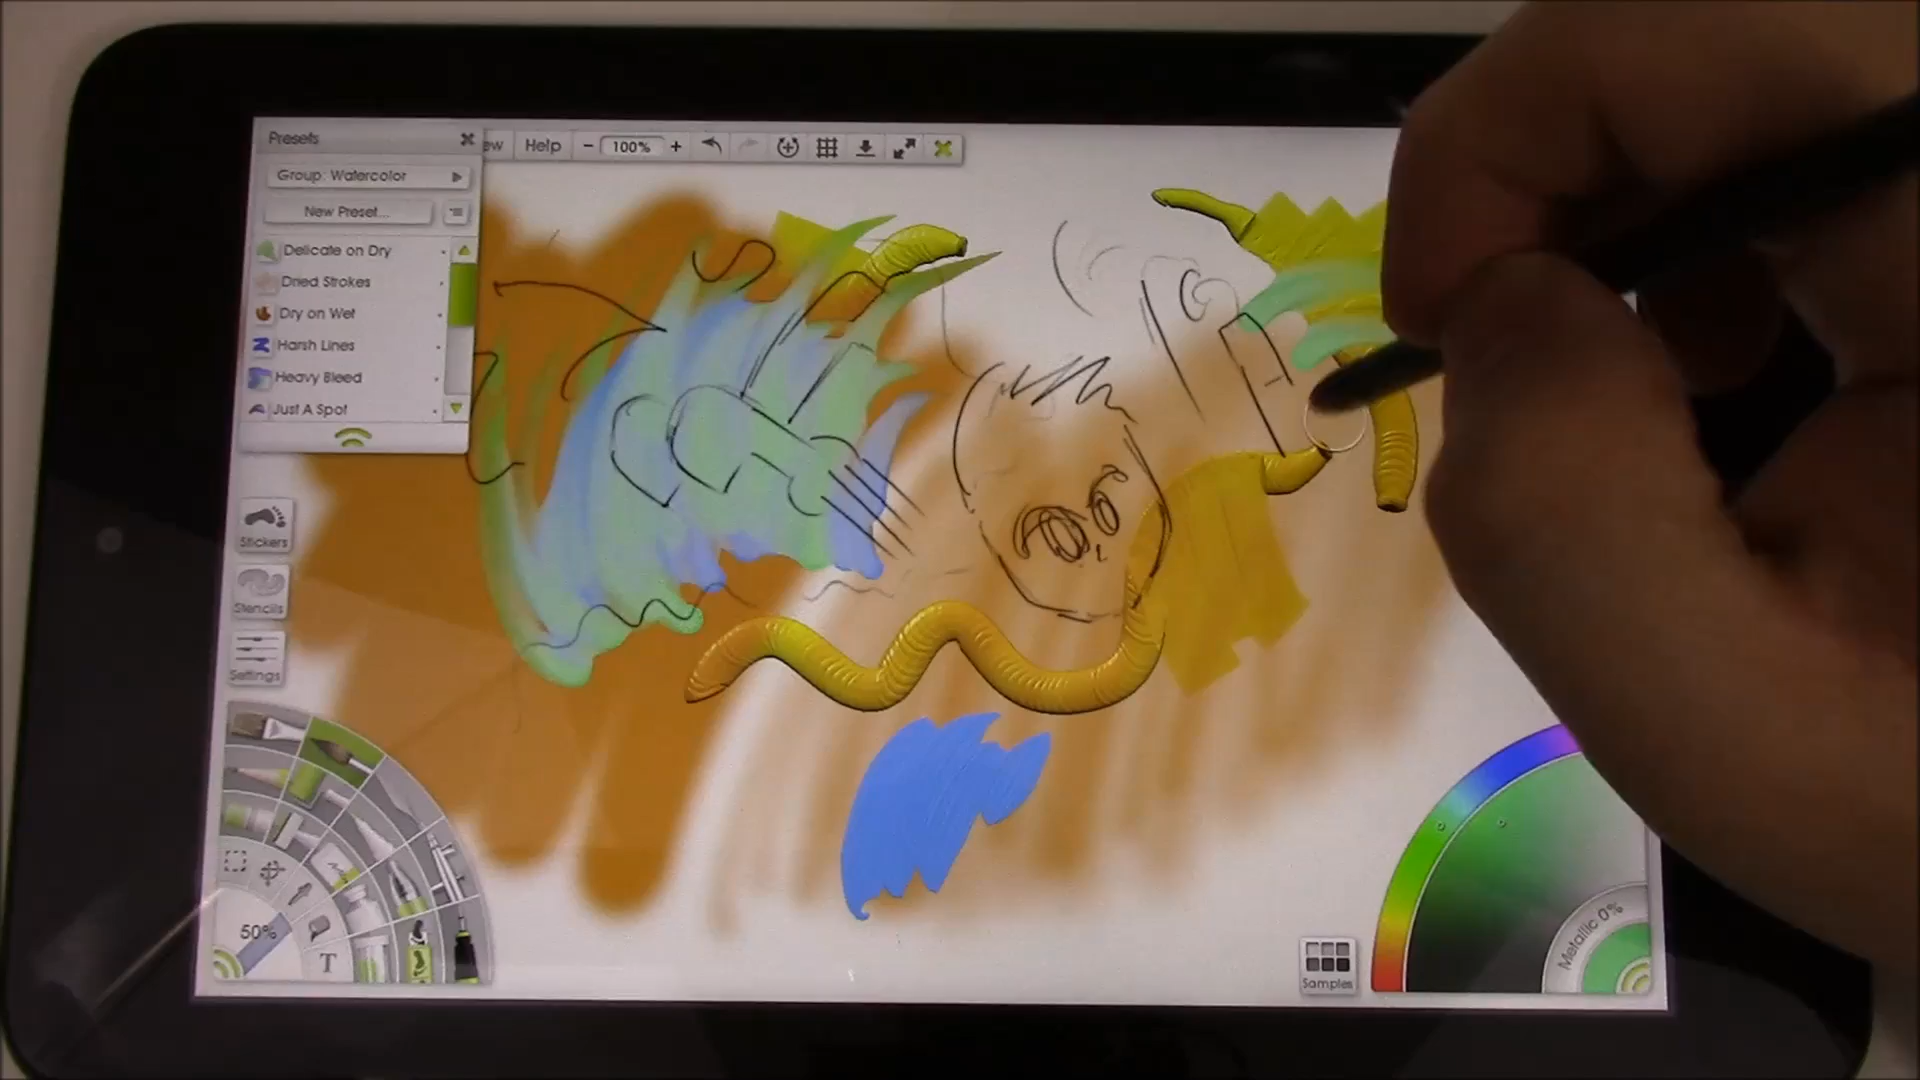 Presets
ew Help − 100% +
Group: Watercolor
New Preset...
Delicate on Dry
Dried Strokes
Dry on Wet
Harsh Lines
Heavy Bleed
Just A Spot
Stickers
Stencils
Settings
50%
T
Metallic 0%
Samples